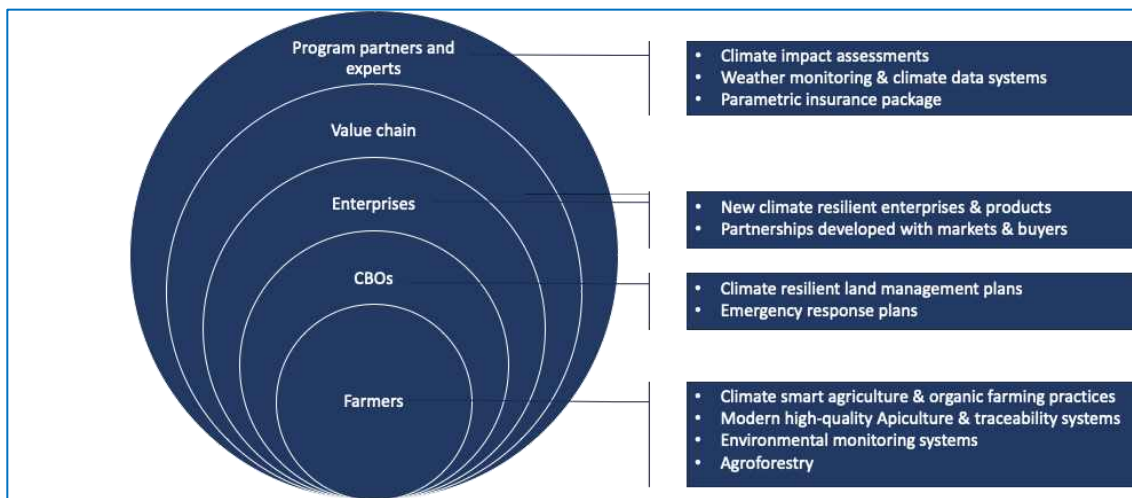 Program partners and
experts
• Climate impact assessments
• Weather monitoring & climate data systems
• Parametric insurance package
Value chain
Enterprises
• New climate resilient enterprises & products
• Partnerships developed with markets & buyers
CBOs
• Climate resilient land management plans
• Emergency response plans
Farmers
• Climate smart agriculture & organic farming practices
• Modern high-quality Apiculture & traceability systems
• Environmental monitoring systems
• Agroforestry